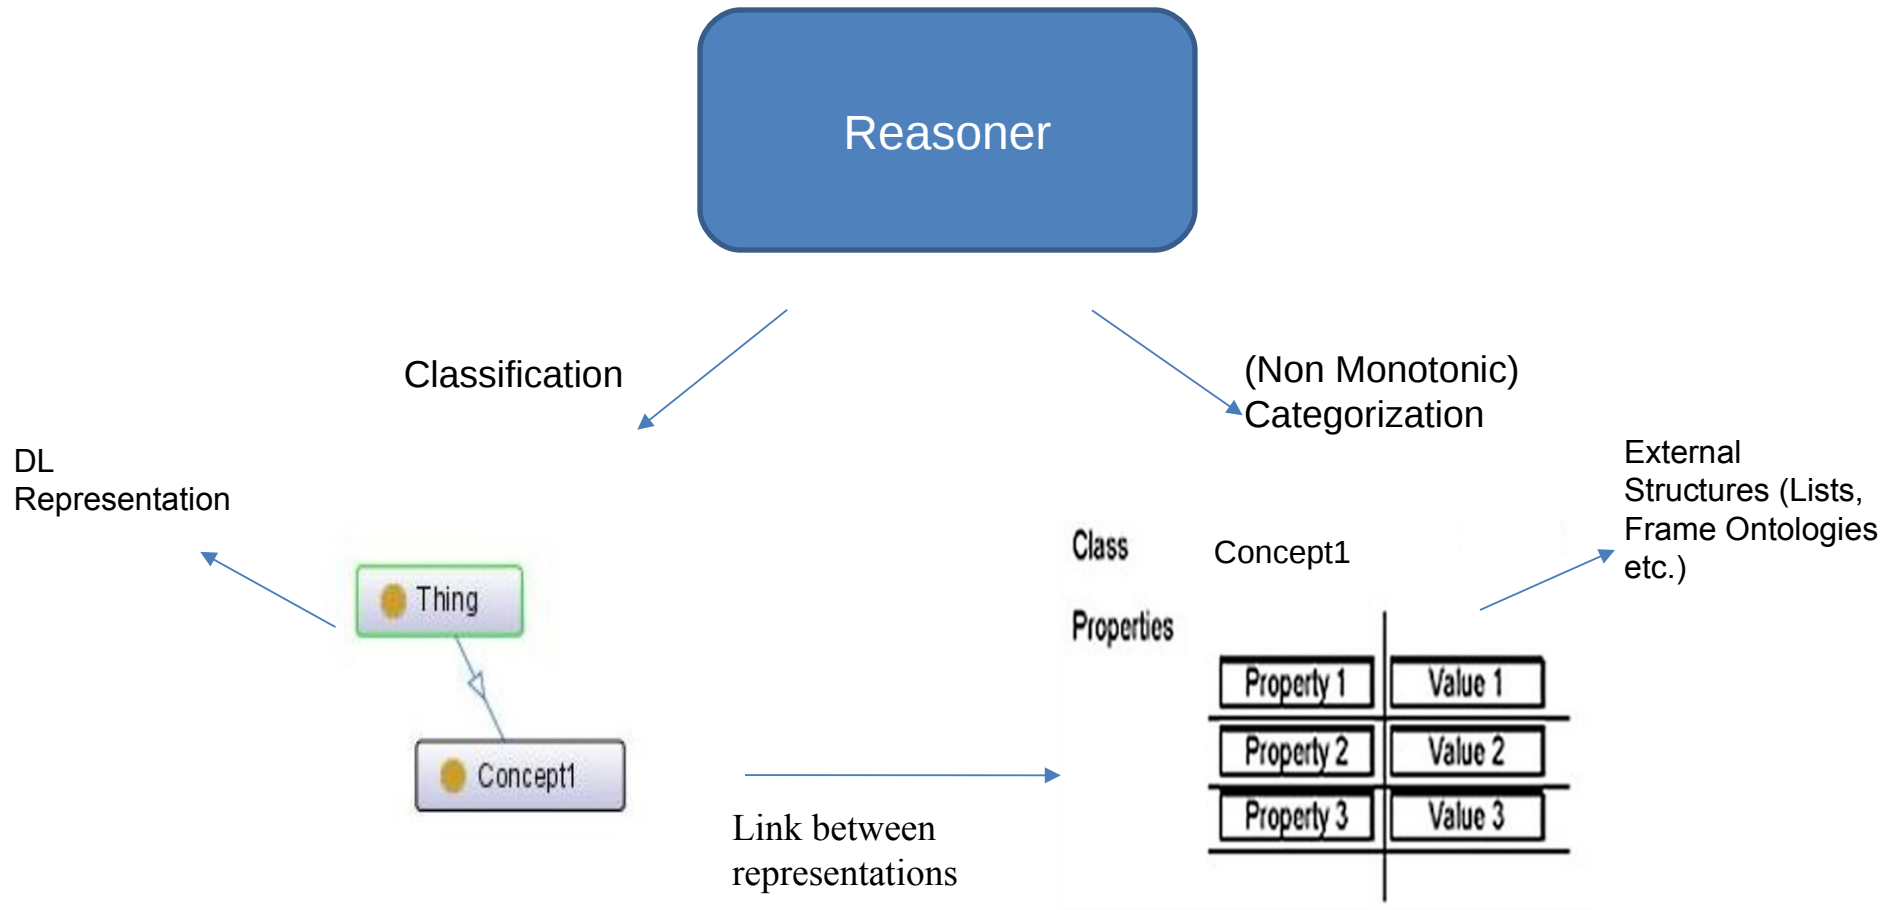 Reasoner
Classification
(Non Monotonic)
Categorization
DL
Representation
External
Structures (Lists,
Frame Ontologies
etc.)
Thing
Concept1
Link between
representations
Class Concept1
Properties
Property 1 Value 1
Property 2 Value 2
Property 3 Value 3